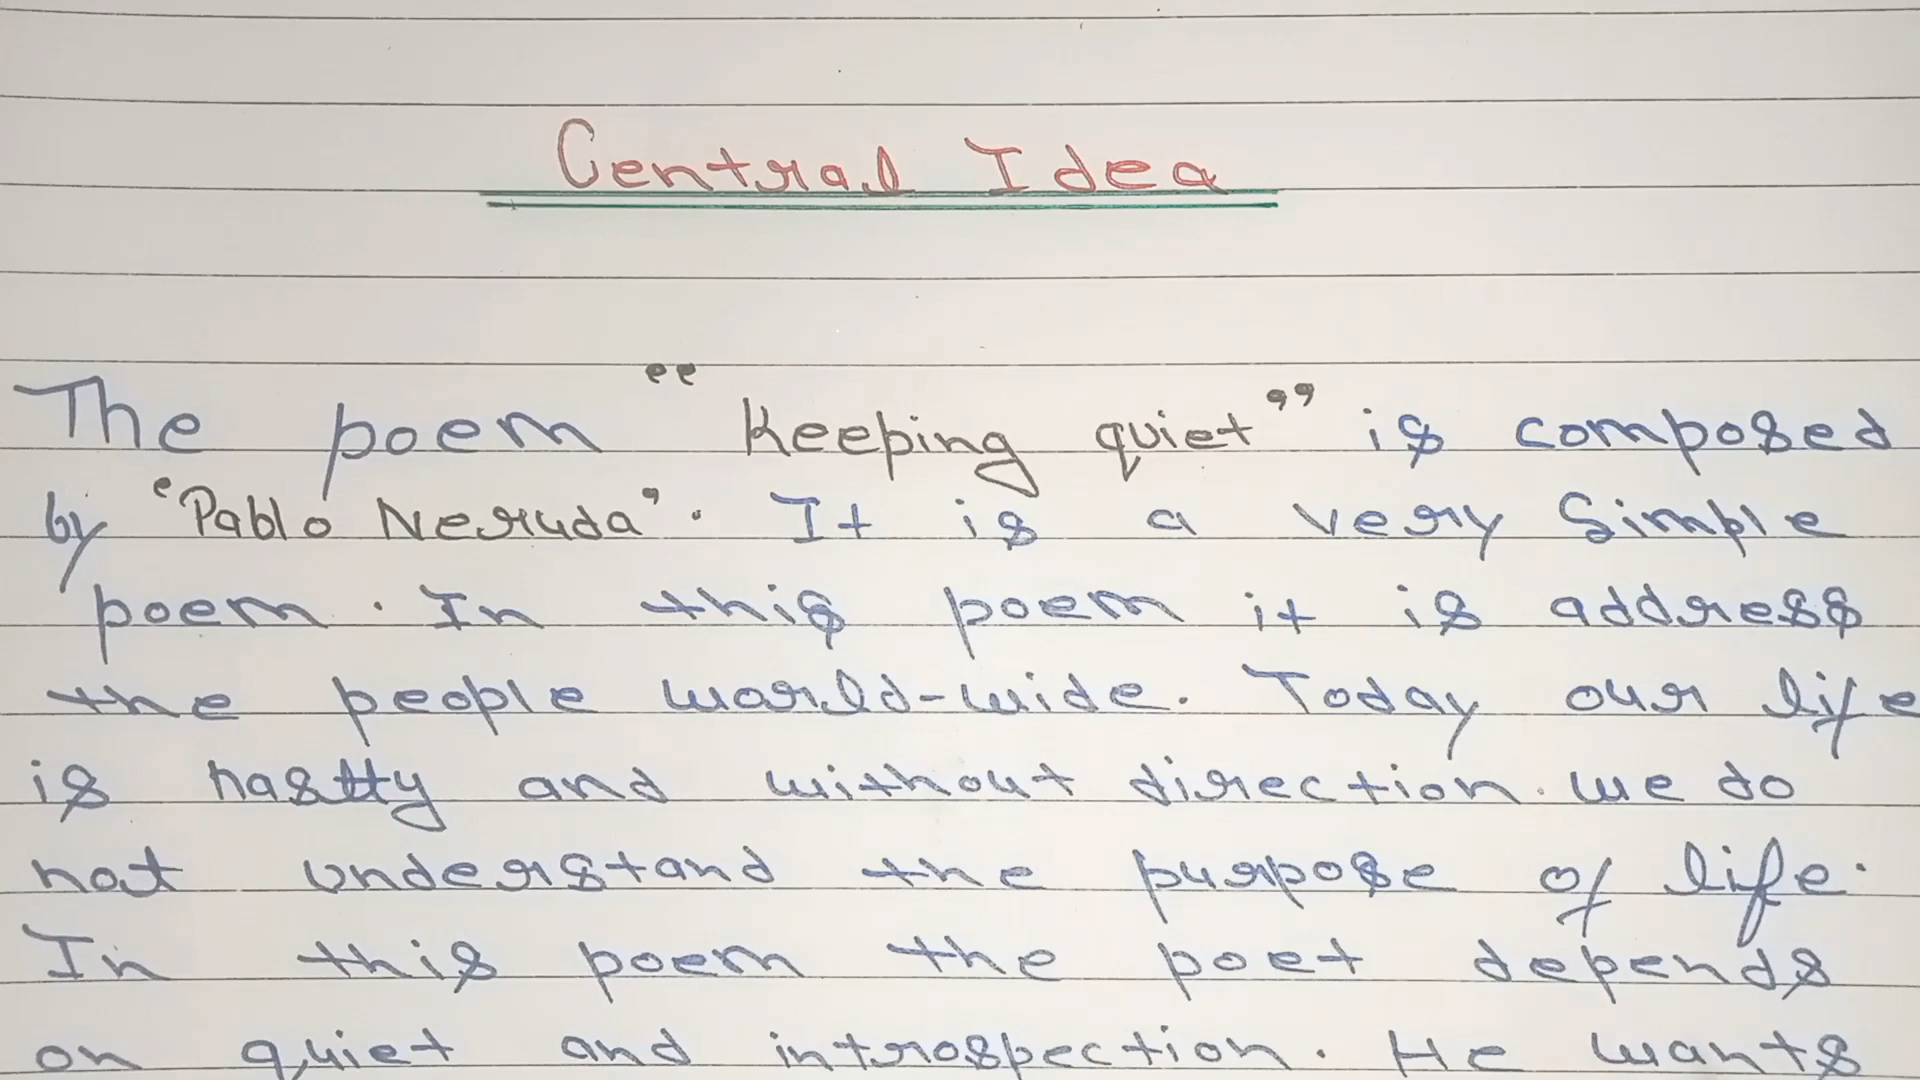 Central Idea
The poem "Keeping quiet" is composed
by 'Pablo Neruda'. It is a very Simple
poem. In this poem it is address
the people world-wide. Today our life
is hastty and without direction. we do
not understand the purpose of life.
In this poem the poet depends
on quiet and introspection. He wants